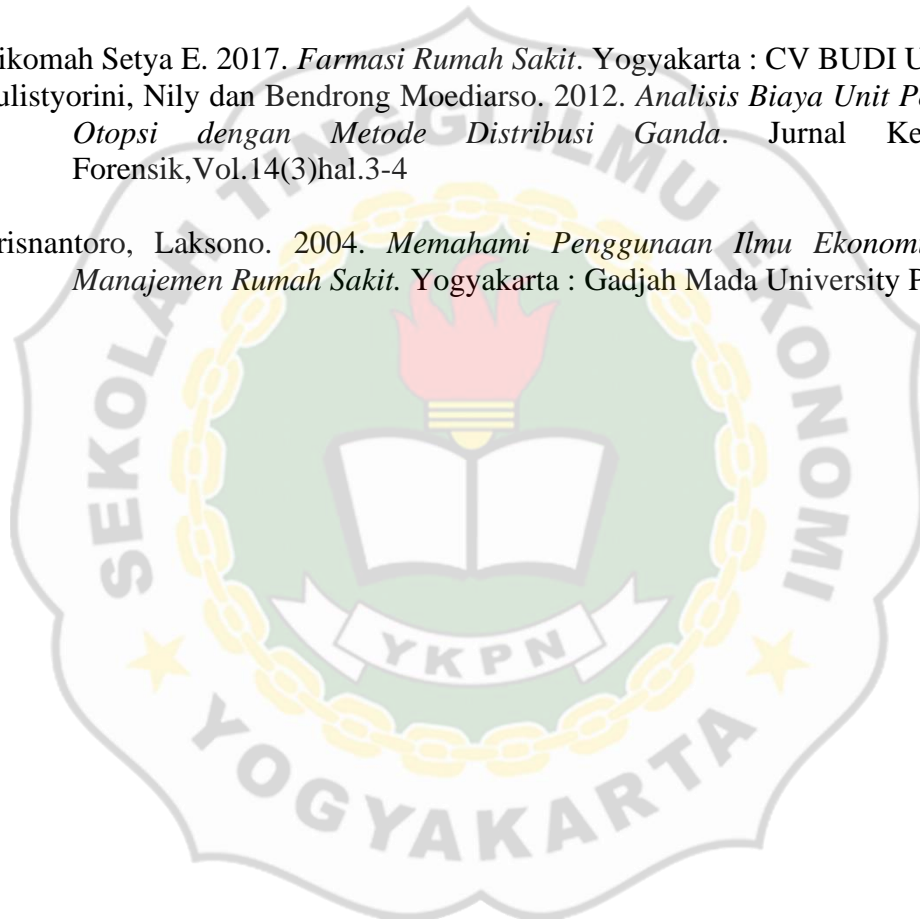 ikomah Setya E. 2017. Farmasi Rumah Sakit. Yogyakarta : CV BUDI U
ulistyorini, Nily dan Bendrong Moediarso. 2012. Analisis Biaya Unit P
Otopsi dengan Metode Distribusi Ganda. Jurnal Ke
Forensik,Vol.14(3)hal.3-4
risnantoro, Laksono. 2004. Memahami Penggunaan Ilmu Ekonomi
Manajemen Rumah Sakit. Yogyakarta : Gadjah Mada University P
SEKOLAH TINGGI ILMU EKONOMI
YKPN
YOGYAKARTA